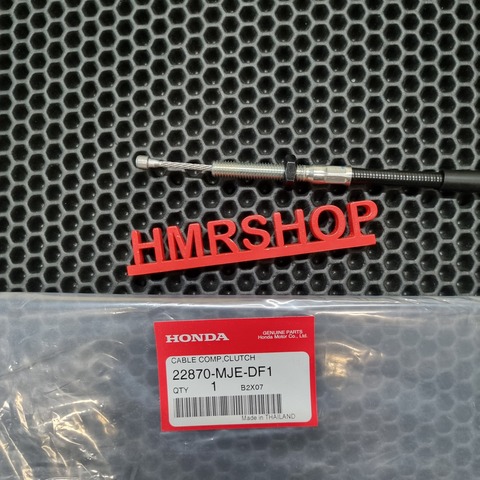 HMRSHOP
HONDA
GENUINE PARTS
Honda Motor Co., Ltd.
CABLE COMP,CLUTCH
22870-MJE-DF1
QTY 1 B2X07
Made in THAILAND